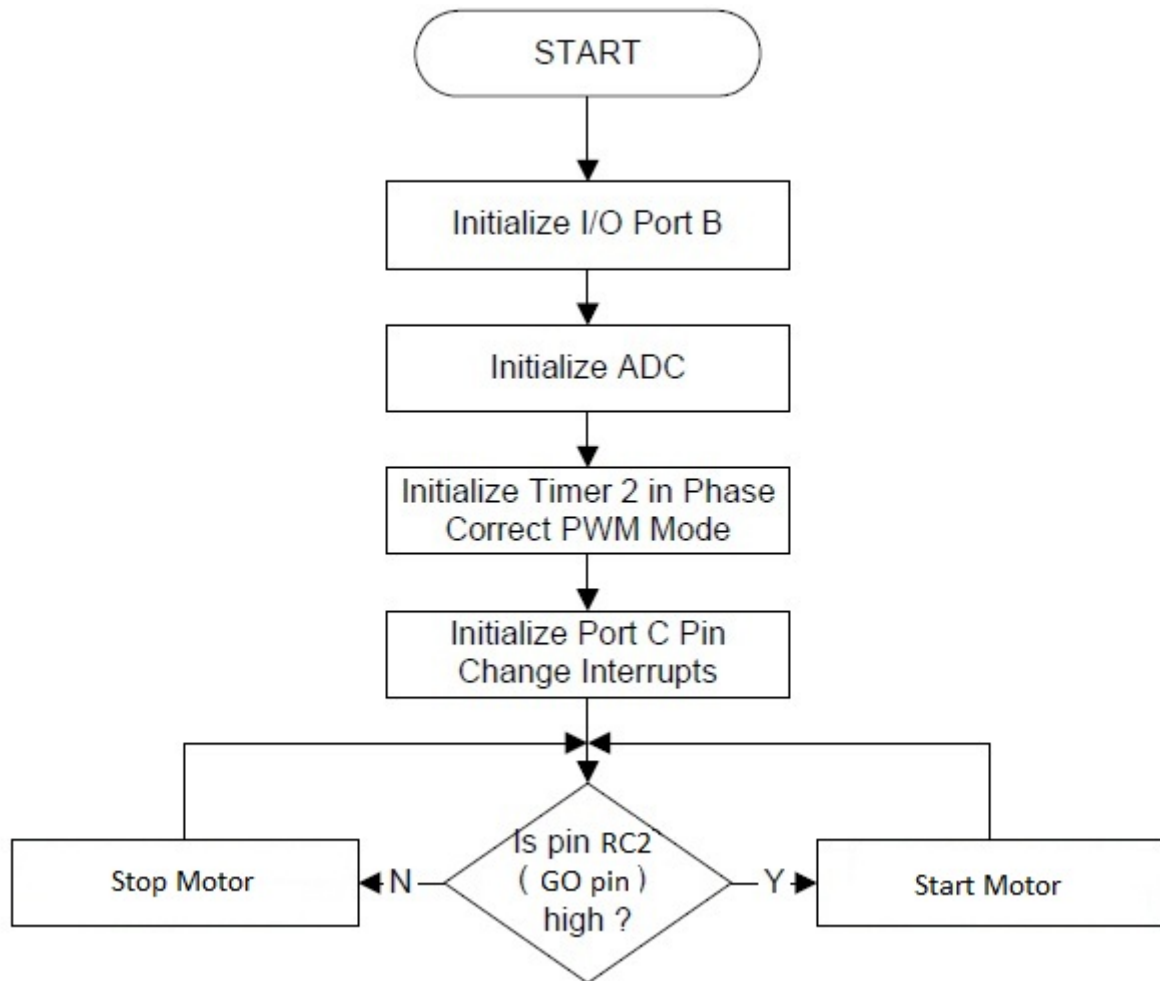 START
Initialize I/O Port B
Initialize ADC
Initialize Timer 2 in Phase
Correct PWM Mode
Initialize Port C Pin
Change Interrupts
Is pin RC2
( GO pin )
high ?
N
Y
Stop Motor
Start Motor